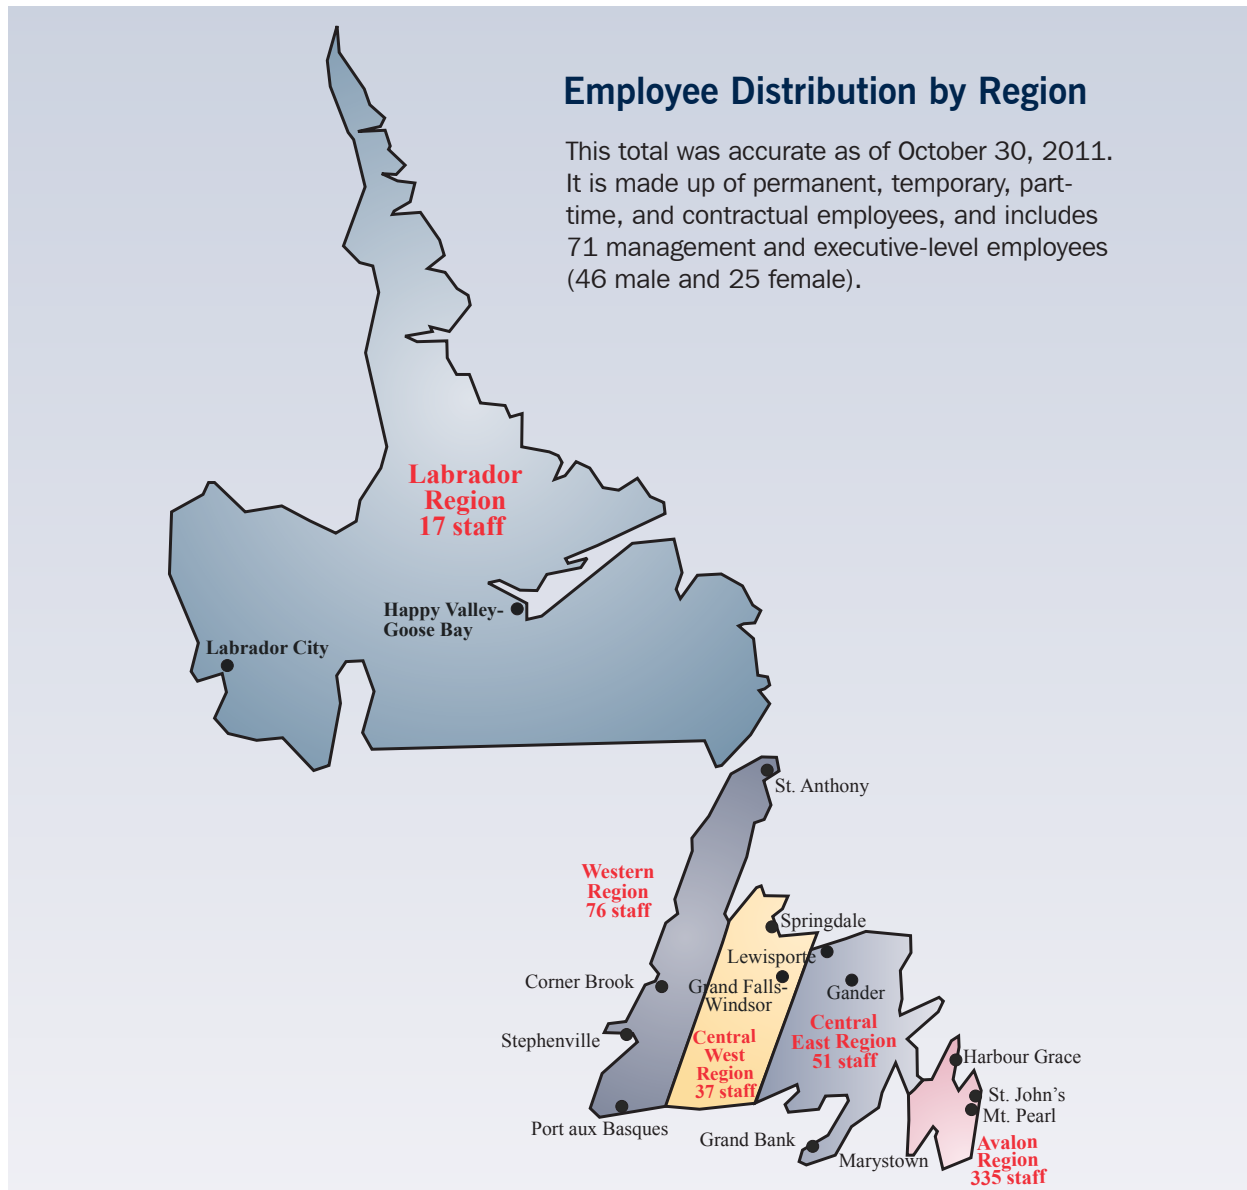 Employee Distribution by Region
This total was accurate as of October 30, 2011.
It is made up of permanent, temporary, part-
time, and contractual employees, and includes
71 management and executive-level employees
(46 male and 25 female).
Labrador
Region
17 staff
Happy Valley-
Goose Bay
Labrador City
St. Anthony
Western
Region
76 staff
Springdale
Lewisporte
Corner Brook
Grand Falls-
Windsor
Gander
Central
East Region
51 staff
Stephenville
Central
West
Region
37 staff
Harbour Grace
St. John's
Mt. Pearl
Port aux Basques
Grand Bank
Marystown
Avalon
Region
335 staff